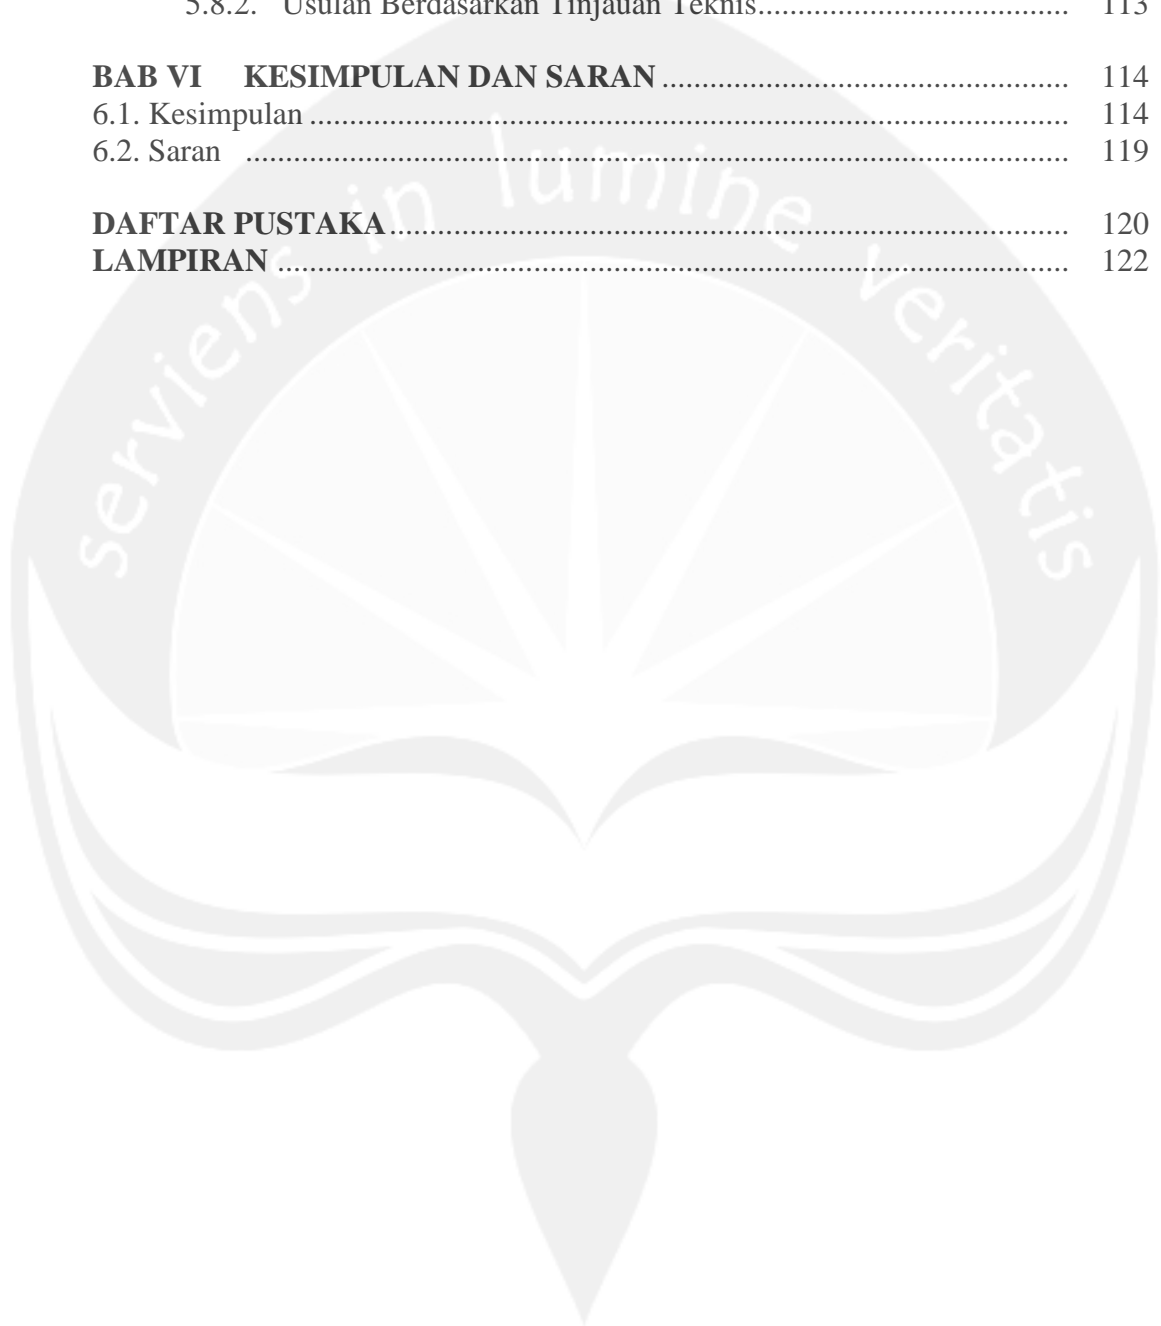 5.8.2. Usulan Berdasarkan Tinjauan Teknis....................................... 113
BAB VI KESIMPULAN DAN SARAN................................................... 114
6.1. Kesimpulan............................................................................................... 114
6.2. Saran ....................................................................................................... 119
DAFTAR PUSTAKA..................................................................................... 120
LAMPIRAN................................................................................................... 122
serviens in lumine veritatis